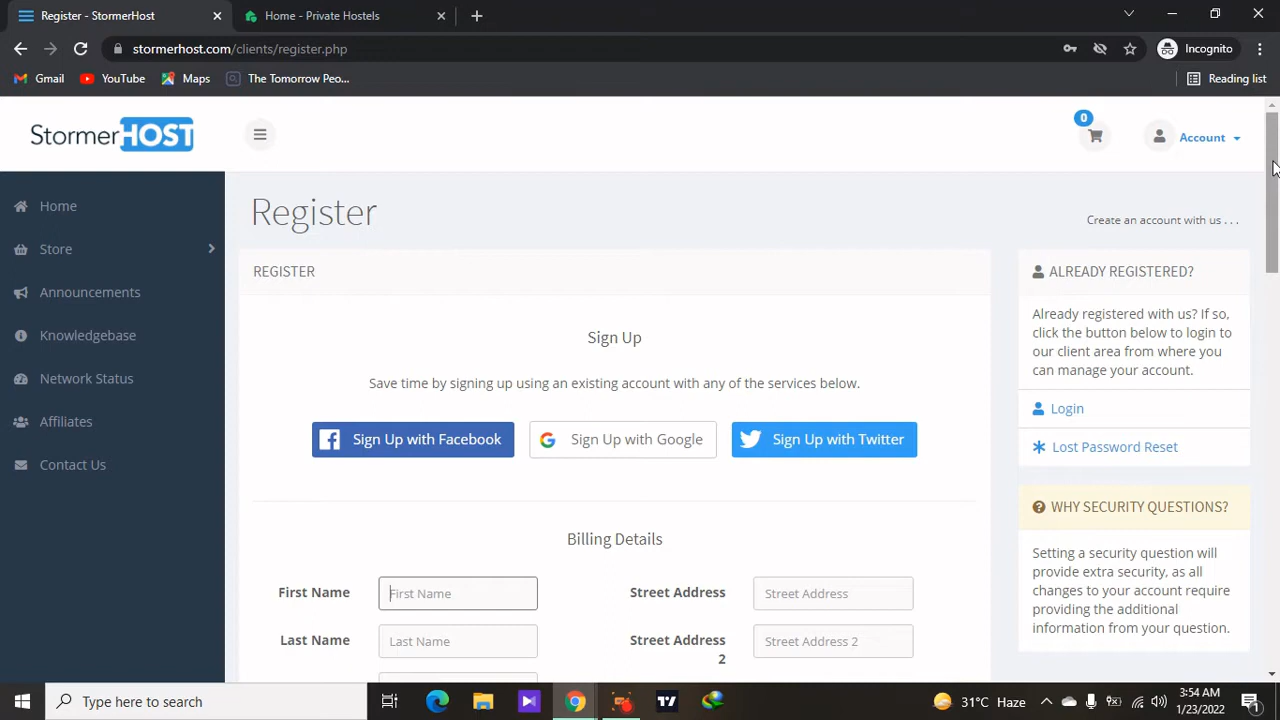 Register - StormerHost
Home - Private Hostels
stormerhost.com/clients/register.php
Incognito
Gmail
YouTube
Maps
The Tomorrow Peo...
Reading list
StormerHOST
0
Account
Home
Store
Announcements
Knowledgebase
Network Status
Affiliates
Contact Us
Register
Create an account with us . . .
REGISTER
Sign Up
Save time by signing up using an existing account with any of the services below.
Sign Up with Facebook
Sign Up with Google
Sign Up with Twitter
Billing Details
First Name
First Name
Street Address
Street Address
Last Name
Last Name
Street Address
2
Street Address 2
ALREADY REGISTERED?
Already registered with us? If so,
click the button below to login to
our client area from where you
can manage your account.
Login
Lost Password Reset
WHY SECURITY QUESTIONS?
Setting a security question will
provide extra security, as all
changes to your account require
providing the additional
information from your question.
Type here to search
31°C Haze
3:54 AM
1/23/2022
1